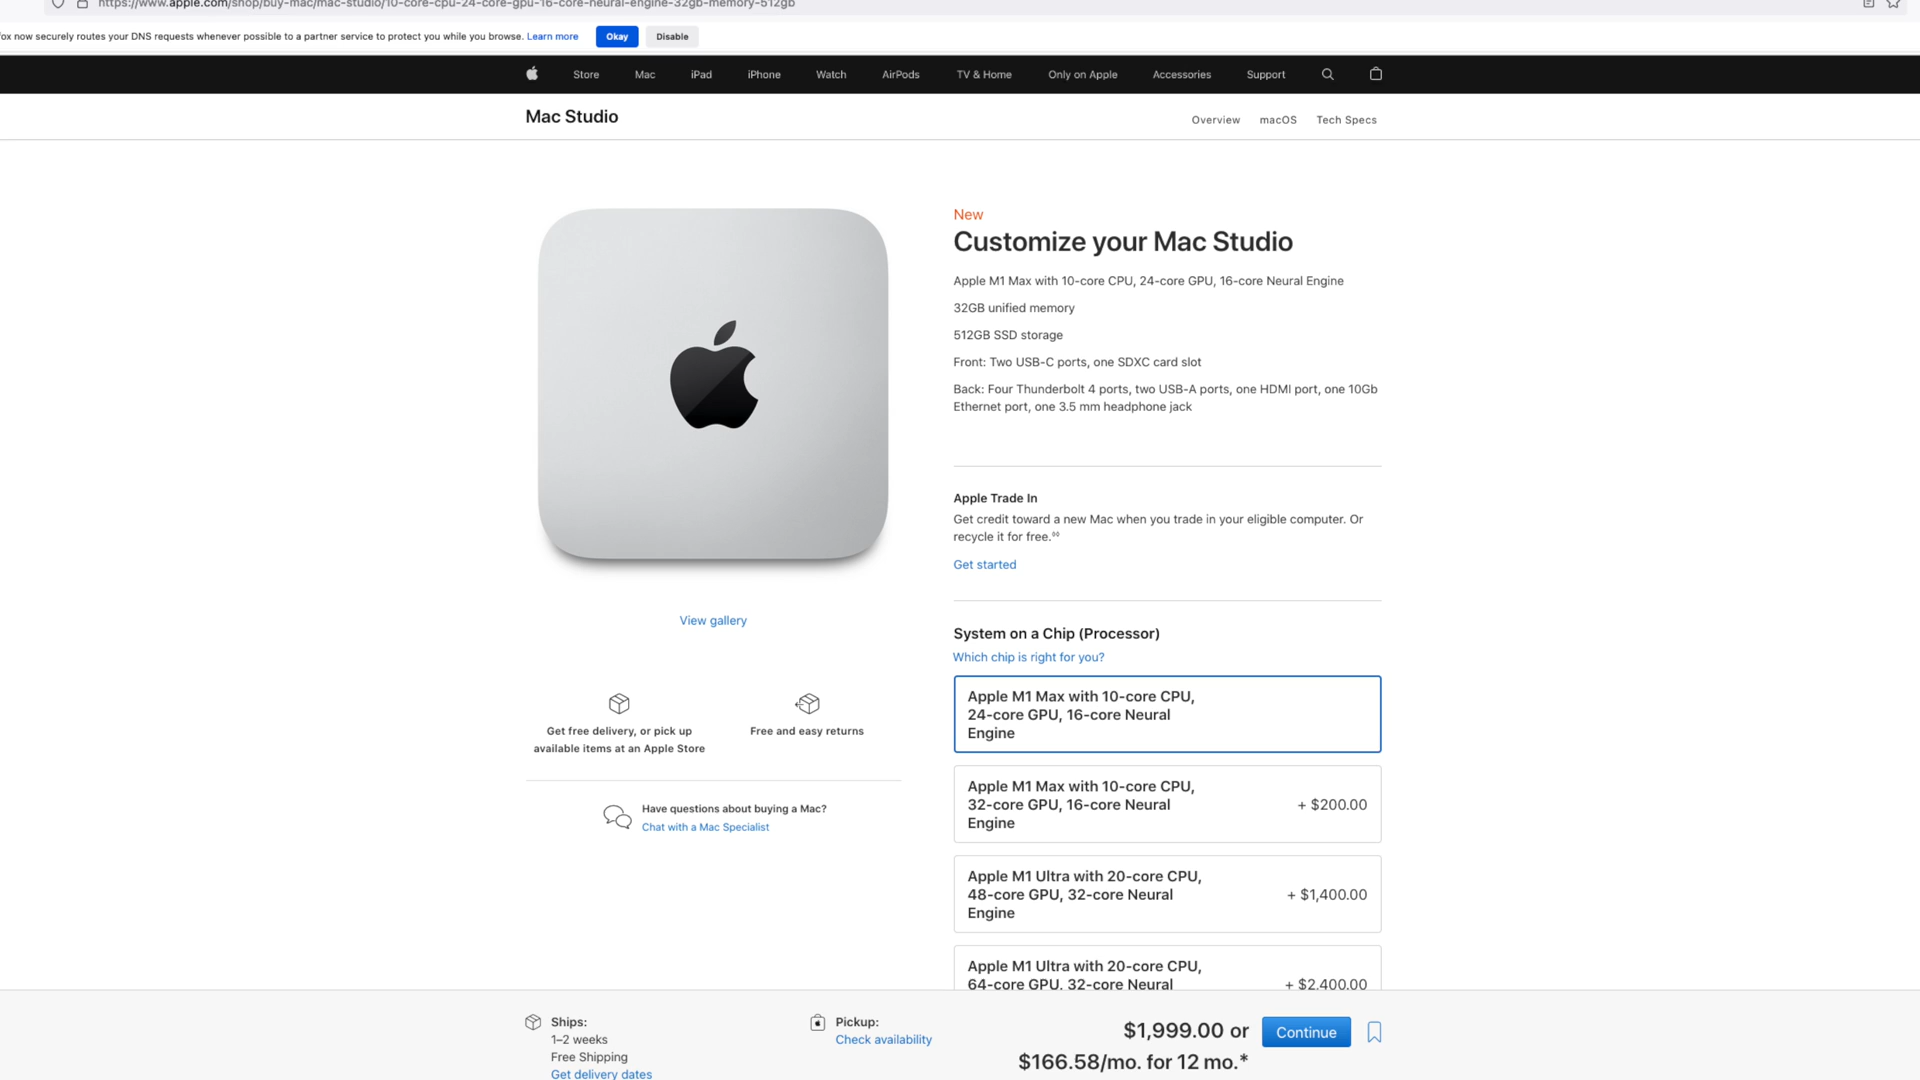 https://www.apple.com/shop/buy-mac/mac-studio/10-core-cpu-24-core-gpu-16-core-neural-engine-32gb-memory-512gb
fox now securely routes your DNS requests whenever possible to a partner service to protect you while you browse. Learn more Okay Disable
Store Mac iPad iPhone Watch AirPods TV & Home Only on Apple Accessories Support
Mac Studio
Overview macOS Tech Specs
New
Customize your Mac Studio
Apple M1 Max with 10-core CPU, 24-core GPU, 16-core Neural Engine
32GB unified memory
512GB SSD storage
Front: Two USB-C ports, one SDXC card slot
Back: Four Thunderbolt 4 ports, two USB-A ports, one HDMI port, one 10Gb
Ethernet port, one 3.5 mm headphone jack
Apple Trade In
Get credit toward a new Mac when you trade in your eligible computer. Or
recycle it for free.◊◊
Get started
View gallery
Get free delivery, or pick up
available items at an Apple Store
Free and easy returns
Have questions about buying a Mac?
Chat with a Mac Specialist
System on a Chip (Processor)
Which chip is right for you?
Apple M1 Max with 10-core CPU,
24-core GPU, 16-core Neural
Engine
Apple M1 Max with 10-core CPU,
32-core GPU, 16-core Neural
Engine
+ $200.00
Apple M1 Ultra with 20-core CPU,
48-core GPU, 32-core Neural
Engine
+ $1,400.00
Apple M1 Ultra with 20-core CPU,
64-core GPU, 32-core Neural
+ $2,400.00
Ships:
1–2 weeks
Free Shipping
Get delivery dates
Pickup:
Check availability
$1,999.00 or
$166.58/mo. for 12 mo.*
Continue